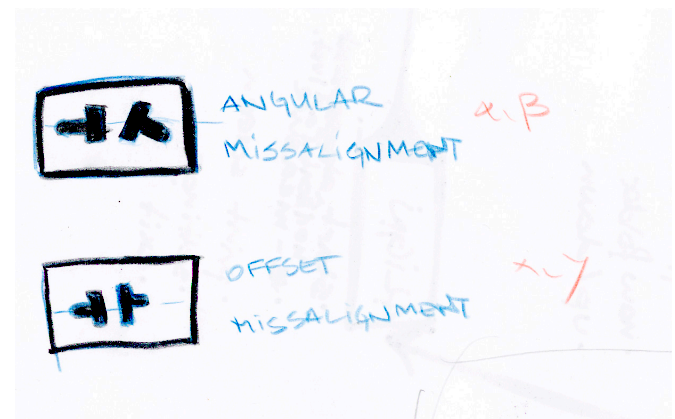 ANGULAR α, β
MISSALIGNMENT
OFFSET x, y
MISSALIGNMENT